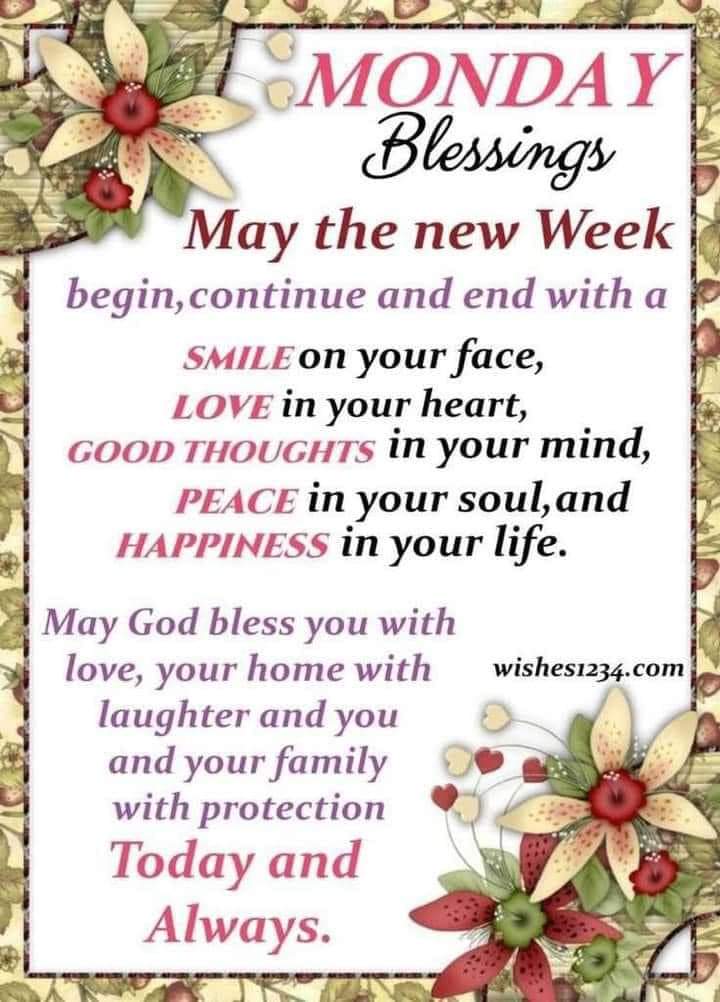 MONDAY
Blessings
May the new Week
begin,continue and end with a
SMILE on your face,
LOVE in your heart,
GOOD THOUGHTS in your mind,
PEACE in your soul,and
HAPPINESS in your life.
May God bless you with
love, your home with
laughter and you
and your family
with protection
Today and
Always.
wishes1234.com